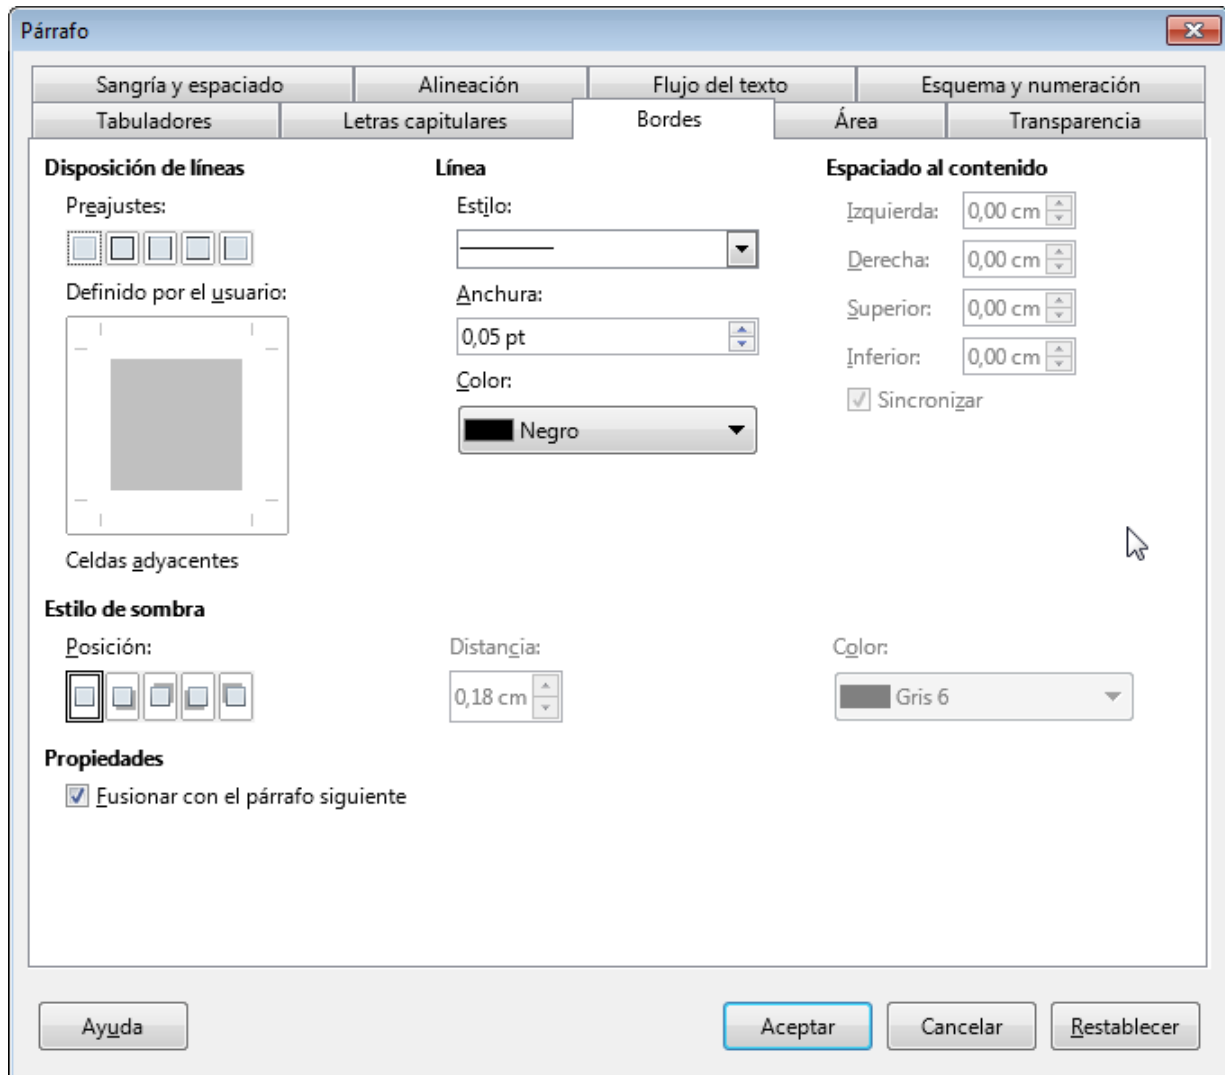 Párrafo
Sangría y espaciado
Alineación
Flujo del texto
Esquema y numeración
Tabuladores
Letras capitulares
Bordes
Área
Transparencia
Disposición de líneas
Preajustes:
Definido por el usuario:
Celdas adyacentes
Línea
Estilo:
Anchura:
0,05 pt
Color:
Negro
Espaciado al contenido
Izquierda: 0,00 cm
Derecha: 0,00 cm
Superior: 0,00 cm
Inferior: 0,00 cm
Sincronizar
Estilo de sombra
Posición:
Distancia:
0,18 cm
Color:
Gris 6
Propiedades
Fusionar con el párrafo siguiente
Ayuda
Aceptar
Cancelar
Restablecer